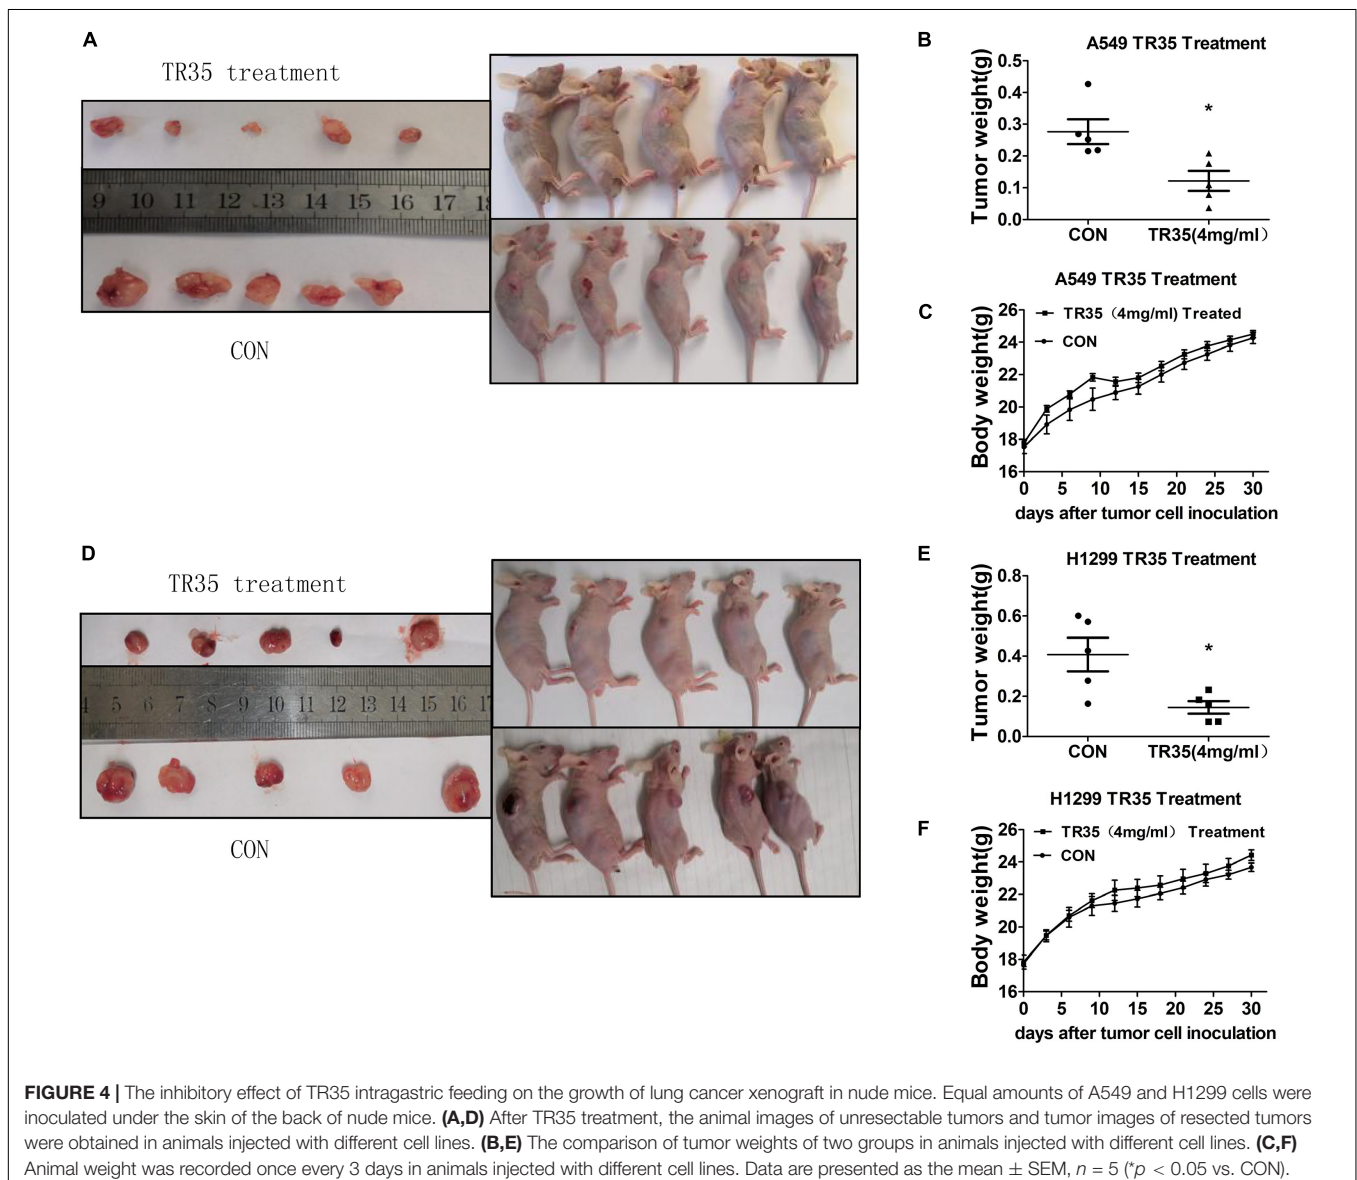 A
TR35 treatment
9 10 11 12 13 14 15 16 17 18
CON
B
A549 TR35 Treatment
Tumor weight(g)
0.5
0.4
0.3
0.2
0.1
0.0
*
CON TR35(4mg/ml）
C
A549 TR35 Treatment
Body weight(g)
26
24
22
20
18
16
TR35（4mg/ml) Treated
CON
0 5 10 15 20 25 30
days after tumor cell inoculation
D
TR35 treatment
4 5 6 7 8 9 10 11 12 13 14 15 16 17
CON
E
H1299 TR35 Treatment
Tumor weight(g)
0.8
0.6
0.4
0.2
0.0
*
CON TR35(4mg/ml）
F
H1299 TR35 Treatment
Body weight(g)
26
24
22
20
18
16
TR35（4mg/ml） Treatment
CON
0 5 10 15 20 25 30
days after tumor cell inoculation
FIGURE 4 | The inhibitory effect of TR35 intragastric feeding on the growth of lung cancer xenograft in nude mice. Equal amounts of A549 and H1299 cells were
inoculated under the skin of the back of nude mice. (A,D) After TR35 treatment, the animal images of unresectable tumors and tumor images of resected tumors
were obtained in animals injected with different cell lines. (B,E) The comparison of tumor weights of two groups in animals injected with different cell lines. (C,F)
Animal weight was recorded once every 3 days in animals injected with different cell lines. Data are presented as the mean ± SEM, n = 5 (*p < 0.05 vs. CON).